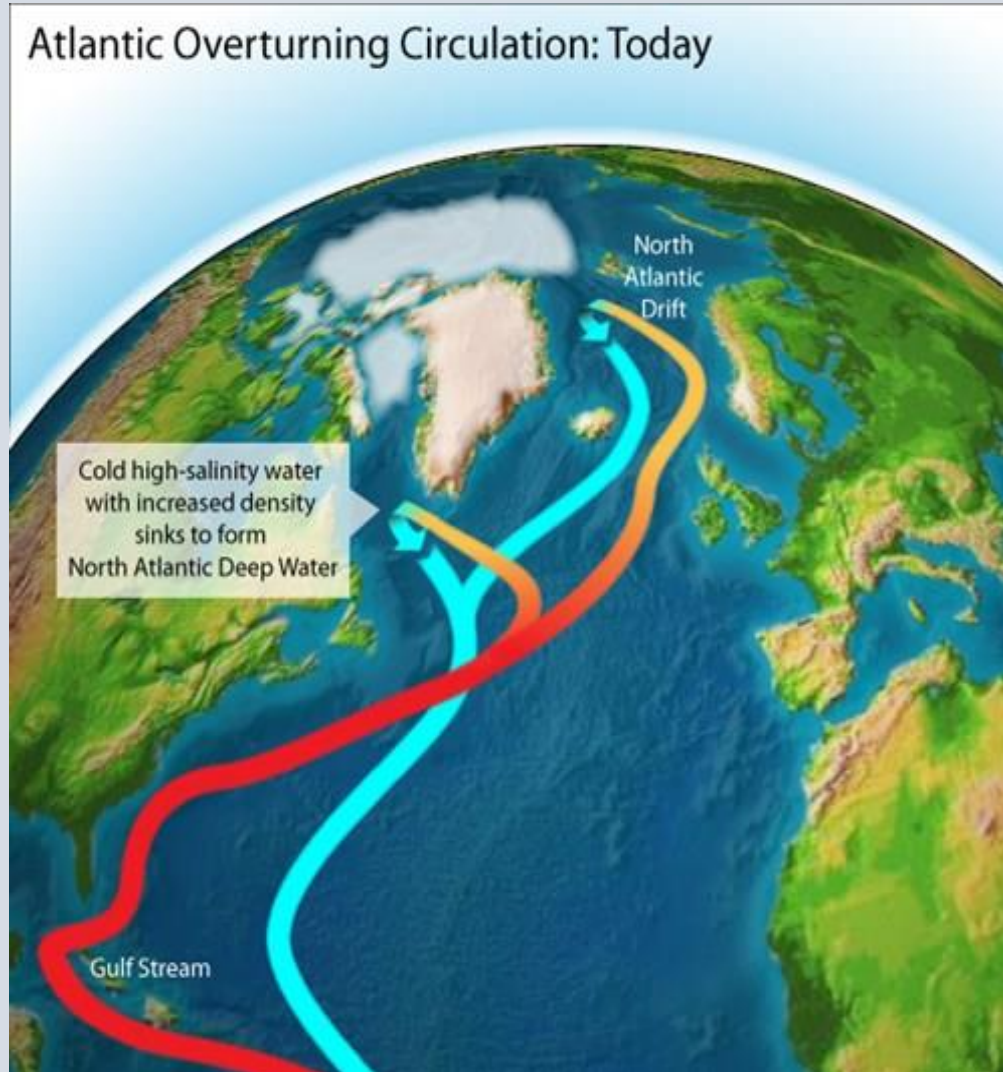 Atlantic Overturning Circulation: Today
North
Atlantic
Drift
Cold high-salinity water
with increased density
sinks to form
North Atlantic Deep Water
Gulf Stream